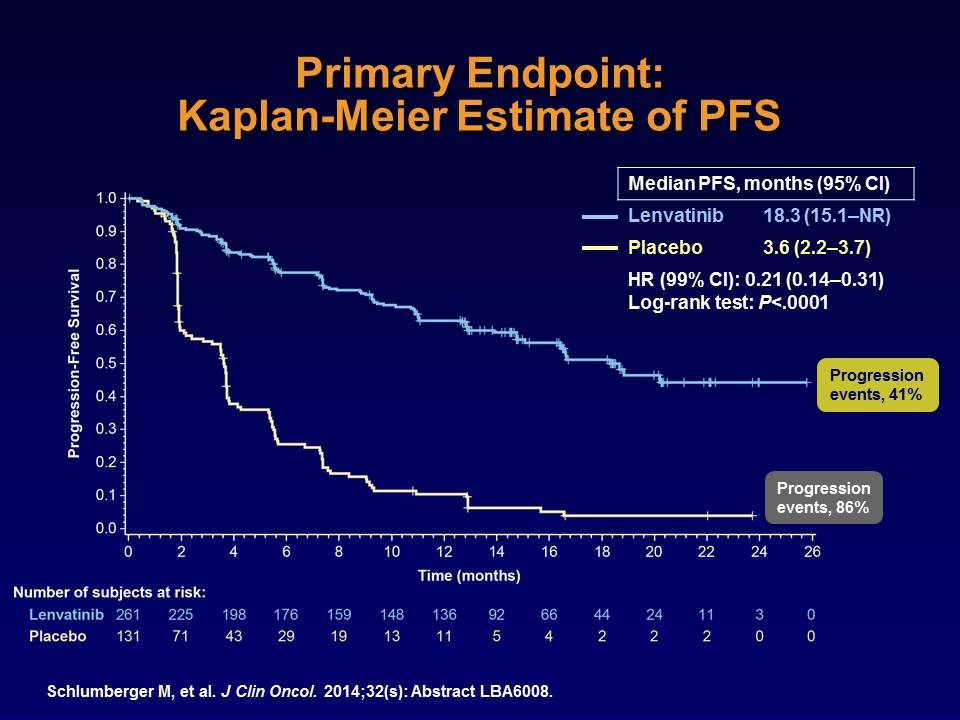 Primary Endpoint:
Kaplan-Meier Estimate of PFS
Median PFS, months (95% CI)
Lenvatinib 18.3 (15.1–NR)
Placebo 3.6 (2.2–3.7)
HR (99% CI): 0.21 (0.14–0.31)
Log-rank test: P<.0001
Progression-Free Survival
1.0
0.9
0.8
0.7
0.6
0.5
0.4
0.3
0.2
0.1
0.0
Progression
events, 41%
Progression
events, 86%
0 2 4 6 8 10 12 14 16 18 20 22 24 26
Time (months)
Number of subjects at risk:
Lenvatinib 261 225 198 176 159 148 136 92 66 44 24 11 3 0
Placebo 131 71 43 29 19 13 11 5 4 2 2 2 0 0
Schlumberger M, et al. J Clin Oncol. 2014;32(s): Abstract LBA6008.